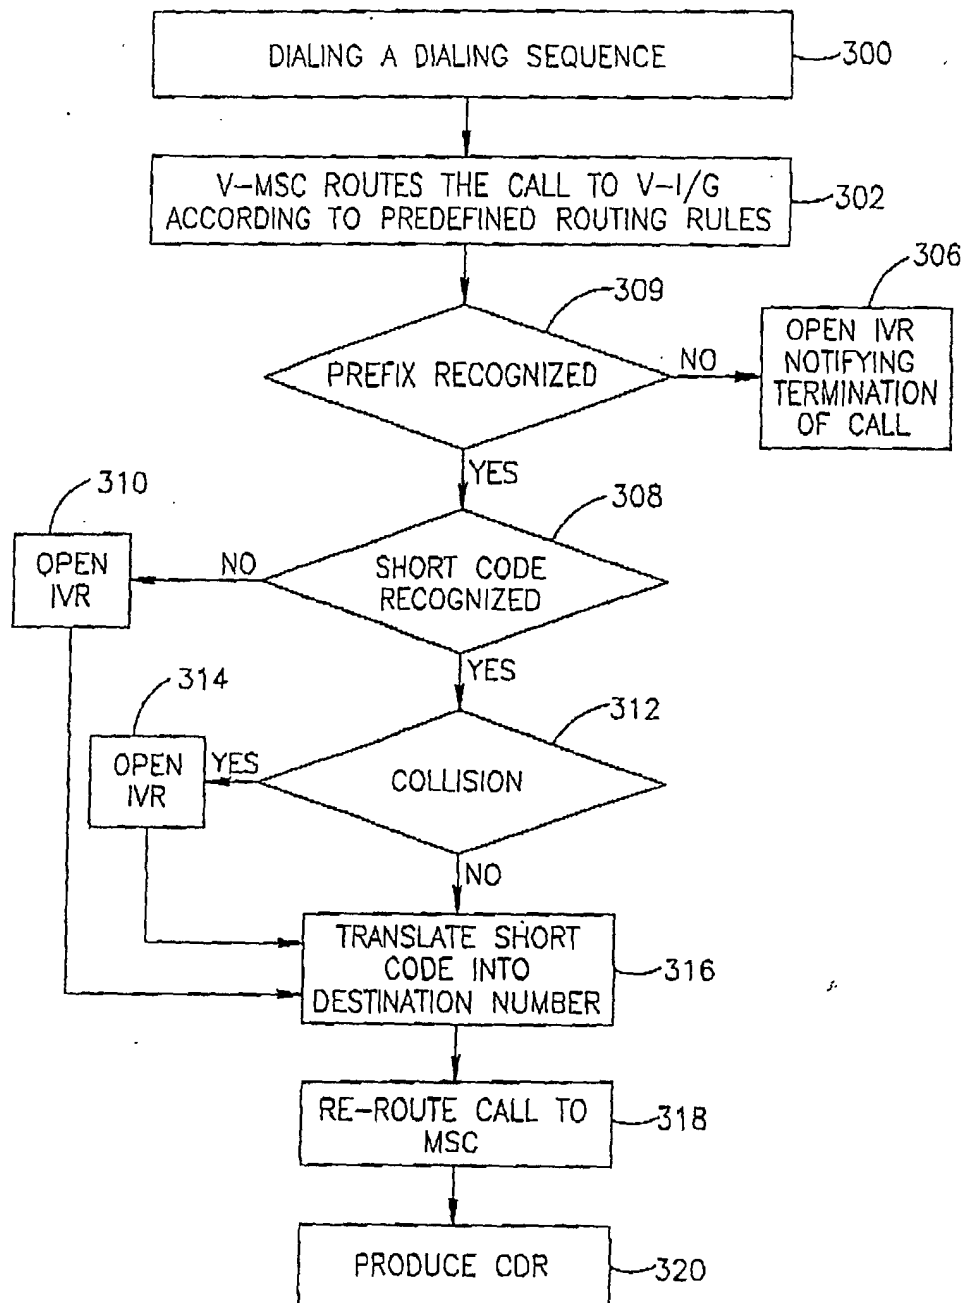 DIALING A DIALING SEQUENCE
300
V-MSC ROUTES THE CALL TO V-I/G
ACCORDING TO PREDEFINED ROUTING RULES
302
306
309
PREFIX RECOGNIZED
NO
OPEN IVR
NOTIFYING
TERMINATION
OF CALL
YES
310
308
OPEN
IVR
NO
SHORT CODE
RECOGNIZED
YES
314
312
OPEN
IVR
YES
COLLISION
NO
TRANSLATE SHORT
CODE INTO
DESTINATION NUMBER
316
RE-ROUTE CALL TO
MSC
318
PRODUCE CDR
320